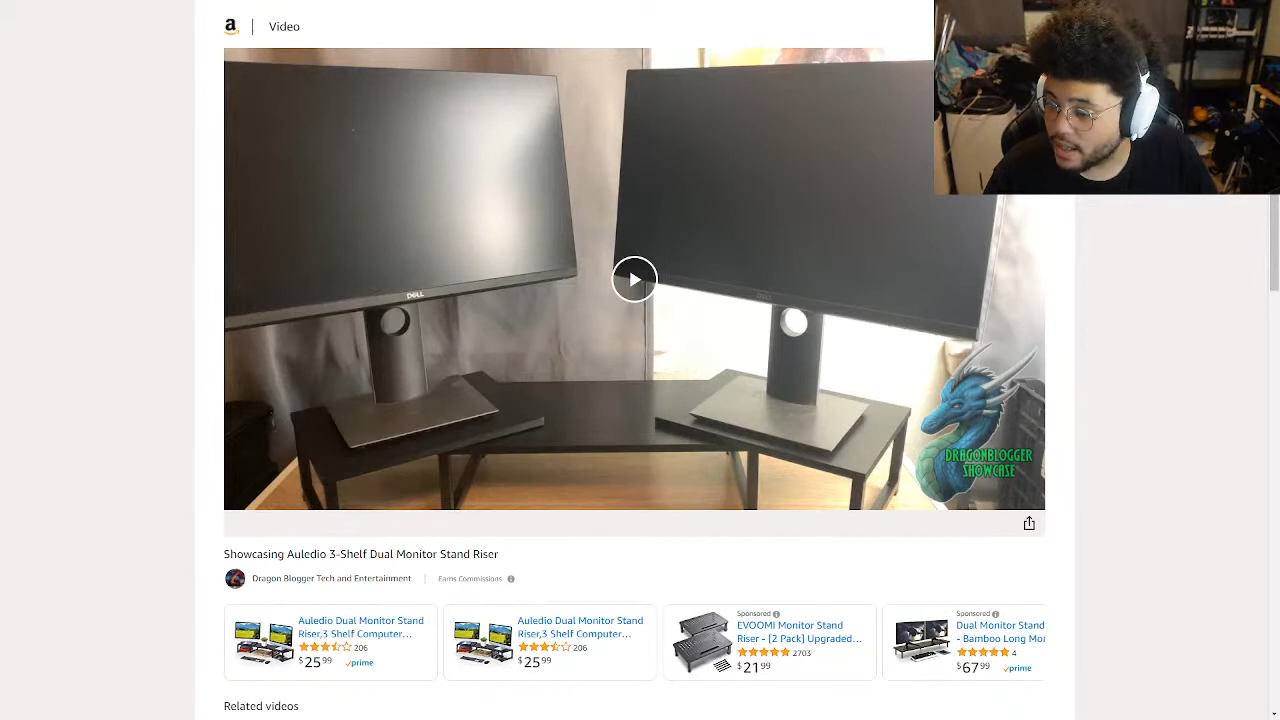 a Video
DELL
DRAGONBLOGGER
SHOWCASE
Showcasing Auledio 3-Shelf Dual Monitor Stand Riser
Dragon Blogger Tech and Entertainment | Earns Commissions
Auledio Dual Monitor Stand
Riser,3 Shelf Computer...
206
$25.99 prime
Auledio Dual Monitor Stand
Riser,3 Shelf Computer...
206
$25.99
Sponsored
EVOOMI Monitor Stand
Riser - [2 Pack] Upgraded...
2703
$21.99
Sponsored
Dual Monitor Stand
- Bamboo Long Mo
4
$67.99 prime
Related videos